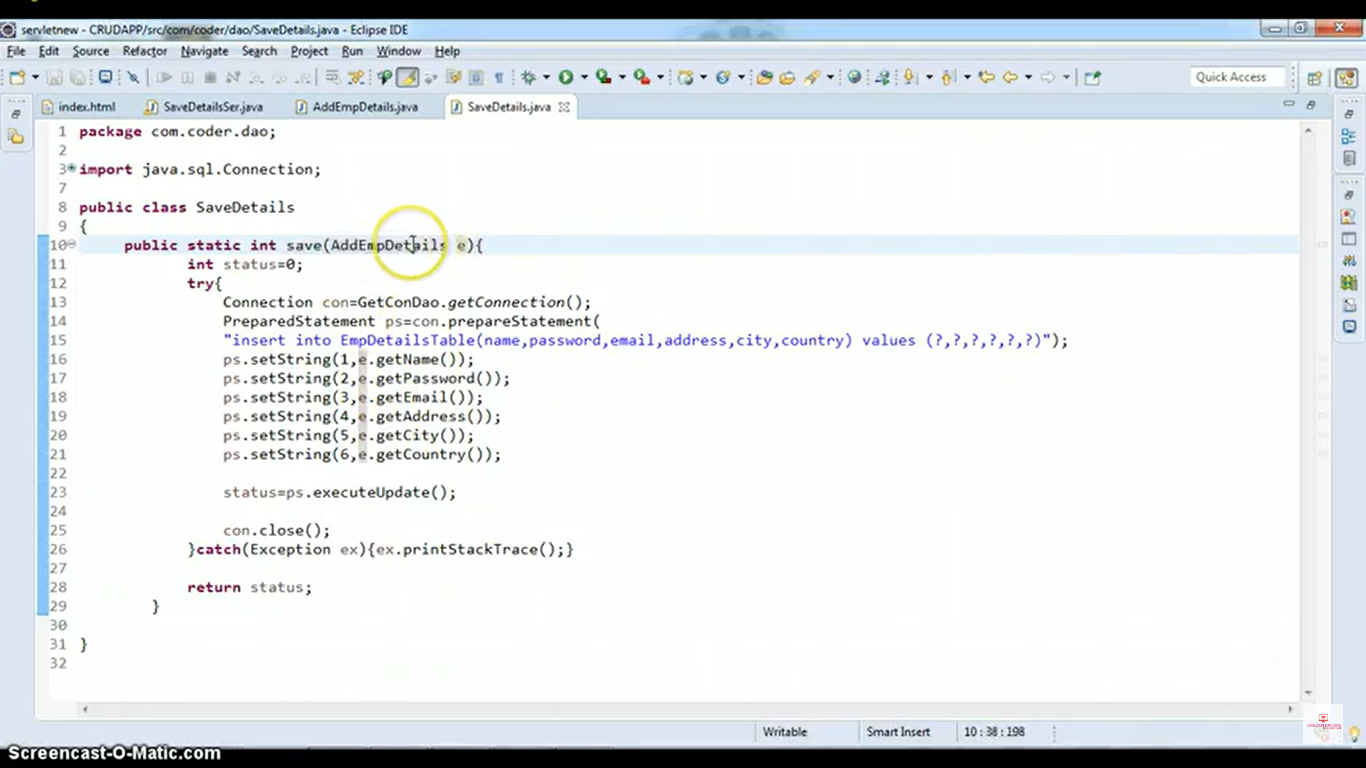 servletnew - CRUDAPP/src/com/coder/dao/SaveDetails.java - Eclipse IDE
File Edit Source Refactor Navigate Search Project Run Window Help
Quick Access
index.html SaveDetailsSer.java AddEmpDetails.java SaveDetails.java
1 package com.coder.dao;
2
3 import java.sql.Connection;
7
8 public class SaveDetails
9 {
10 public static int save(AddEmpDetails e){
11 int status=0;
12 try{
13 Connection con=GetConDao.getConnection();
14 PreparedStatement ps=con.prepareStatement(
15 "insert into EmpDetailsTable(name,password,email,address,city,country) values (?,?,?,?,?,?)");
16 ps.setString(1,e.getName());
17 ps.setString(2,e.getPassword());
18 ps.setString(3,e.getEmail());
19 ps.setString(4,e.getAddress());
20 ps.setString(5,e.getCity());
21 ps.setString(6,e.getCountry());
22
23 status=ps.executeUpdate();
24
25 con.close();
26 }catch(Exception ex){ex.printStackTrace();}
27
28 return status;
29 }
30
31 }
32
Writable Smart Insert 10 : 38 : 198
Screencast-O-Matic.com